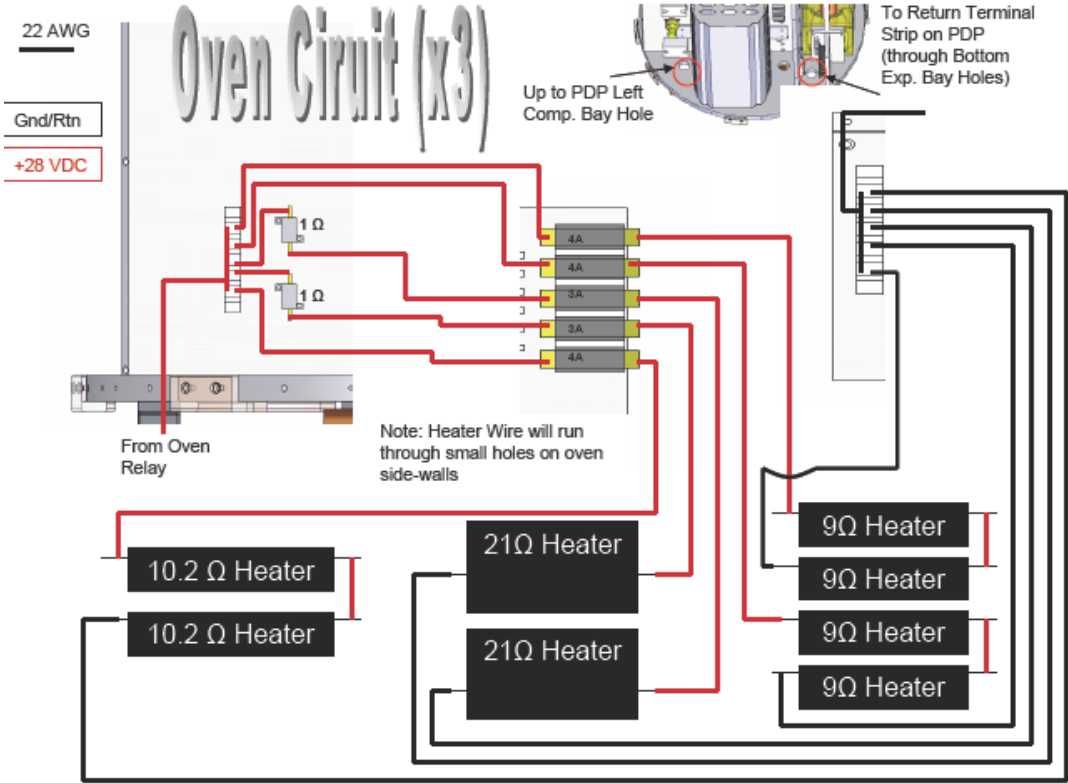 22 AWG
Oven Ciruit (x3)
To Return Terminal
Strip on PDP
(through Bottom
Exp. Bay Holes)
Up to PDP Left
Comp. Bay Hole
Gnd/Rtn
+28 VDC
1 Ω
1 Ω
4A
4A
3A
3A
4A
From Oven
Relay
Note: Heater Wire will run
through small holes on oven
side-walls
10.2 Ω Heater
10.2 Ω Heater
21Ω Heater
21Ω Heater
9Ω Heater
9Ω Heater
9Ω Heater
9Ω Heater